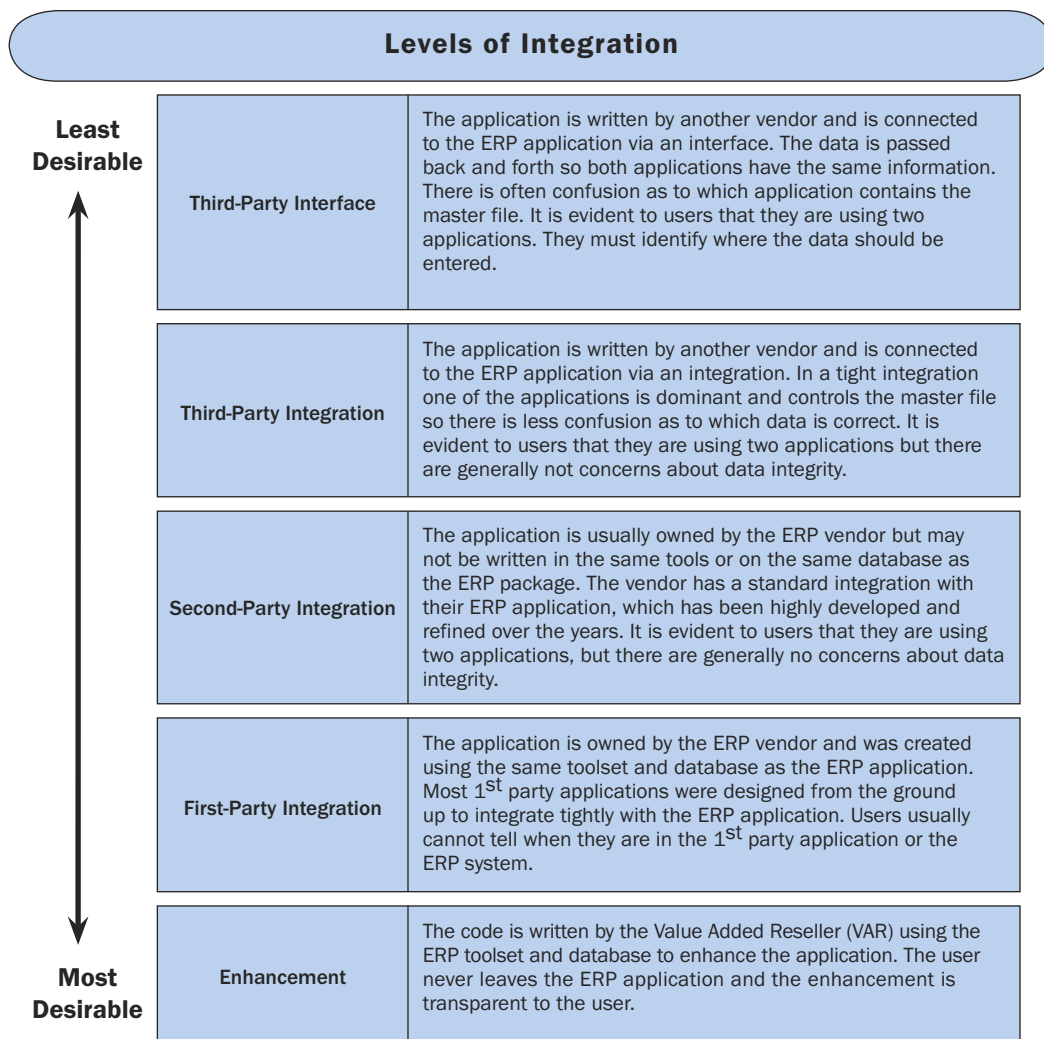 Levels of Integration
Least
Desirable
Third-Party Interface
The application is written by another vendor and is connected
to the ERP application via an interface. The data is passed
back and forth so both applications have the same information.
There is often confusion as to which application contains the
master file. It is evident to users that they are using two
applications. They must identify where the data should be
entered.
Third-Party Integration
The application is written by another vendor and is connected
to the ERP application via an integration. In a tight integration
one of the applications is dominant and controls the master file
so there is less confusion as to which data is correct. It is
evident to users that they are using two applications but there
are generally not concerns about data integrity.
Second-Party Integration
The application is usually owned by the ERP vendor but may
not be written in the same tools or on the same database as
the ERP package. The vendor has a standard integration with
their ERP application, which has been highly developed and
refined over the years. It is evident to users that they are using
two applications, but there are generally no concerns about data
integrity.
First-Party Integration
The application is owned by the ERP vendor and was created
using the same toolset and database as the ERP application.
Most 1st party applications were designed from the ground
up to integrate tightly with the ERP application. Users usually
cannot tell when they are in the 1st party application or the
ERP system.
Most
Desirable
Enhancement
The code is written by the Value Added Reseller (VAR) using the
ERP toolset and database to enhance the application. The user
never leaves the ERP application and the enhancement is
transparent to the user.